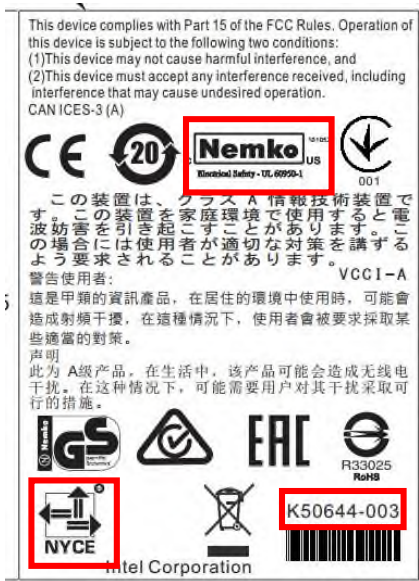 This device complies with Part 15 of the FCC Rules. Operation of
this device is subject to the following two conditions:
(1)This device may not cause harmful interference, and
(2)This device must accept any interference received, including
interference that may cause undesired operation.
CAN ICES-3 (A)
CE 20 c Nemko US
Electrical Safety - UL 60950-1
001
この装置は、クラス A 情報技術装置で
す。この装置を家庭環境で使用すると電
波妨害を引き起こすことがあります。こ
の場合には使用者が適切な対策を講ずる
よう要求されることがあります。
VCCI-A
警告使用者:
這是甲類的資訊產品，在居住的環境中使用時，可能會
造成射頻干擾，在這種情況下，使用者會被要求採取某
些適當的對策。
声明
此为 A级产品，在生活中，该产品可能会造成无线电
干扰。在这种情况下，可能需要用户对其干扰采取可
行的措施。
Nemko GS EAC
R33025
RoHS
K50644-003
NYCE
Intel Corporation